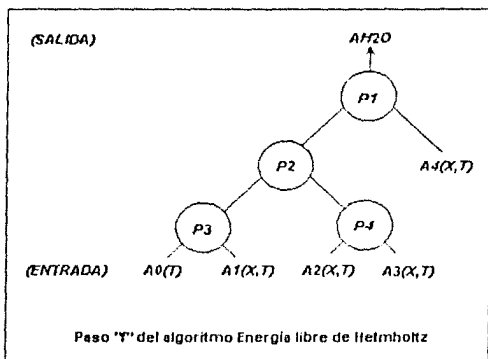 (SALIDA)
AH2O
P1
P2
A4(X,T)
P3
P4
(ENTRADA)
A0(T)
A1(X,T)
A2(X,T)
A3(X,T)
Paso "f" del algoritmo Energía libre de Helmholtz